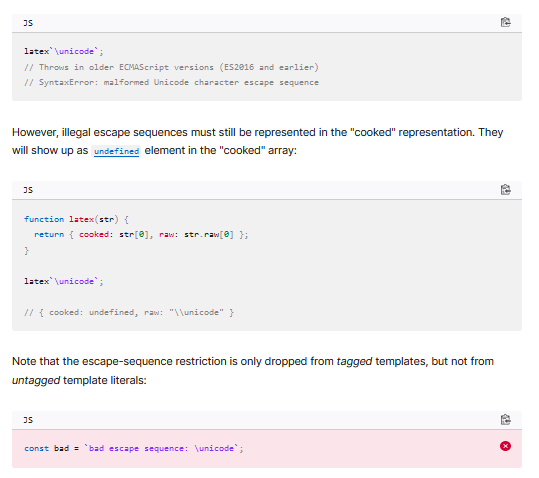 JS
latex`\unicode`;
// Throws in older ECMAScript versions (ES2016 and earlier)
// SyntaxError: malformed Unicode character escape sequence
However, illegal escape sequences must still be represented in the "cooked" representation. They
will show up as undefined element in the "cooked" array:
JS
function latex(str) {
  return { cooked: str[0], raw: str.raw[0] };
}
latex`\unicode`;
// { cooked: undefined, raw: "\\unicode" }
Note that the escape-sequence restriction is only dropped from tagged templates, but not from
untagged template literals:
JS
const bad = `bad escape sequence: \unicode`;